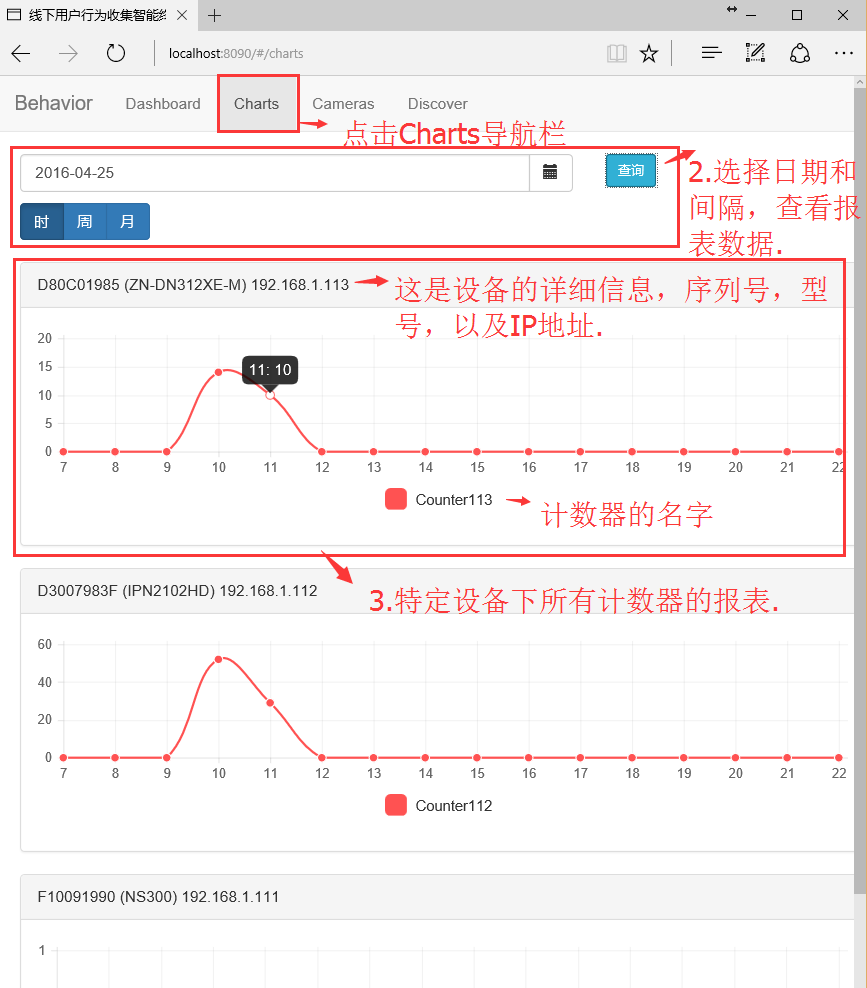 线下用户行为收集智能终
localhost:8090/#/charts
Behavior Dashboard Charts Cameras Discover
点击Charts导航栏
2016-04-25 查询
2.选择日期和
间隔，查看报
表数据.
时 周 月
D80C01985 (ZN-DN312XE-M) 192.168.1.113
这是设备的详细信息，序列号，型
号，以及IP地址.
20
15
11: 10
10
5
0
7 8 9 10 11 12 13 14 15 16 17 18 19 20 21 22
Counter113
计数器的名字
D3007983F (IPN2102HD) 192.168.1.112
3.特定设备下所有计数器的报表.
60
40
20
0
7 8 9 10 11 12 13 14 15 16 17 18 19 20 21 22
Counter112
F10091990 (NS300) 192.168.1.111
1